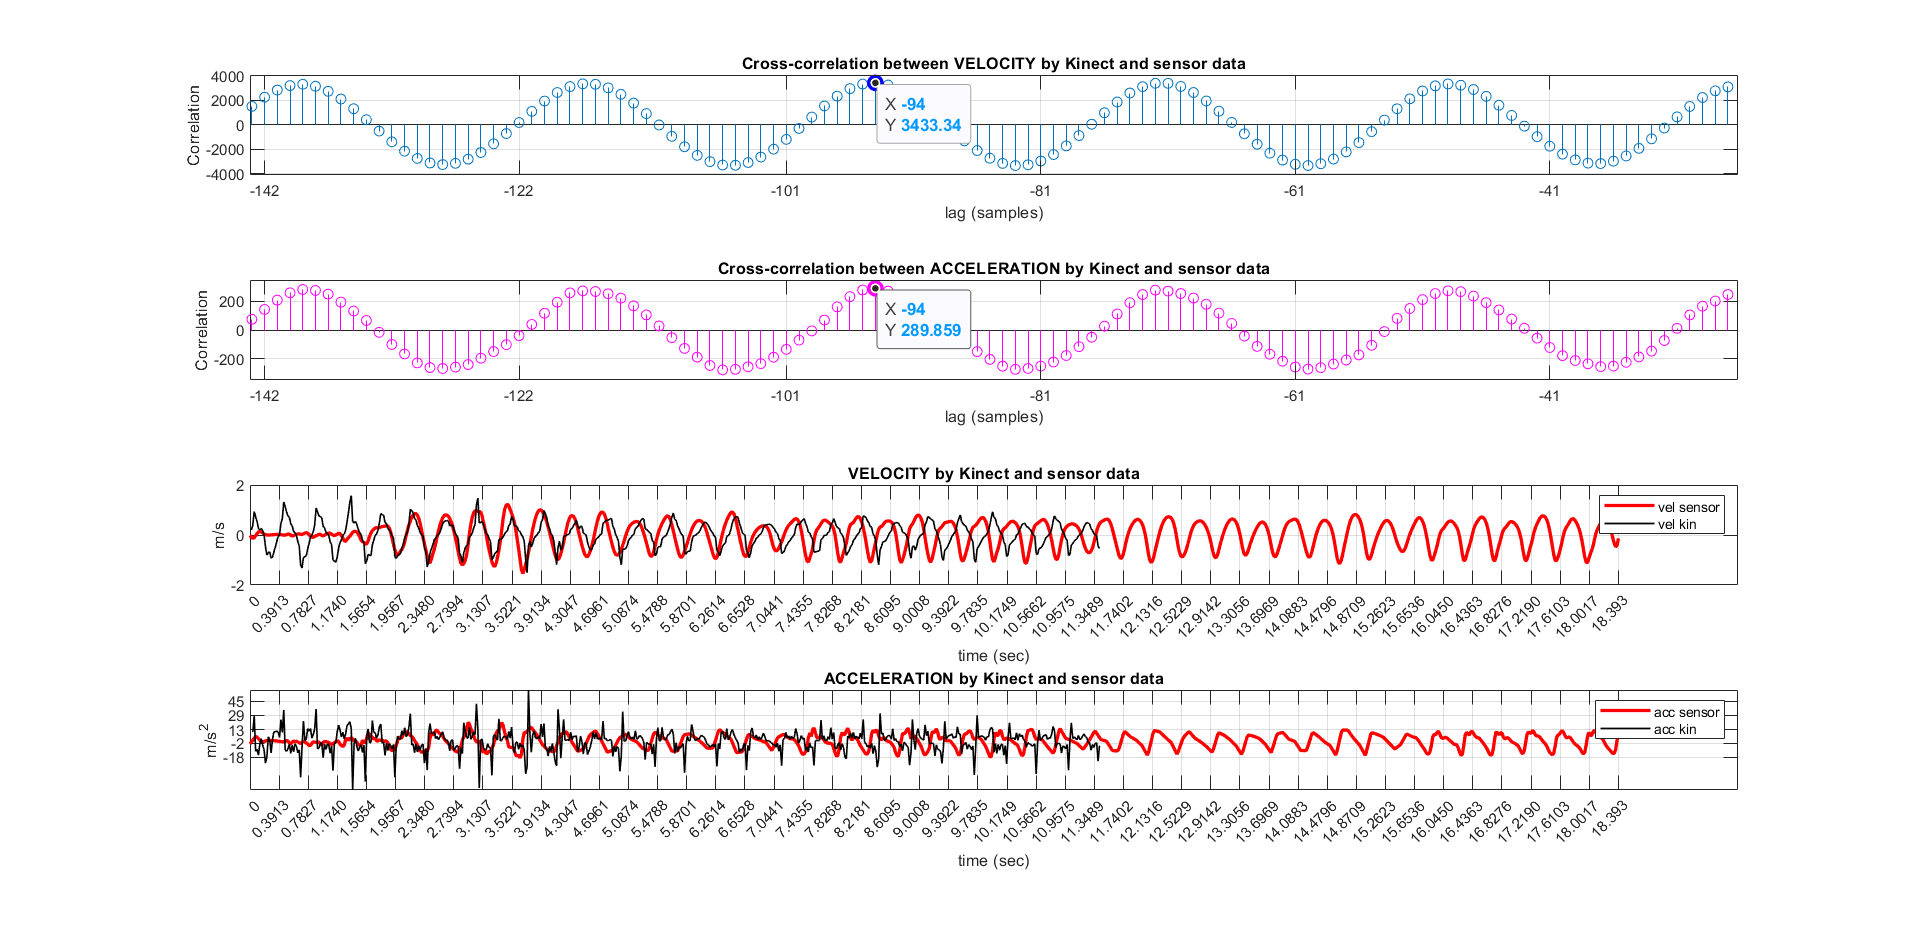 Cross-correlation between VELOCITY by Kinect and sensor data
4000
2000
0
-2000
-4000
Correlation
X -94
Y 3433.34
-142 -122 -101 -81 -61 -41
lag (samples)
Cross-correlation between ACCELERATION by Kinect and sensor data
200
0
-200
Correlation
X -94
Y 289.859
-142 -122 -101 -81 -61 -41
lag (samples)
VELOCITY by Kinect and sensor data
2
0
-2
m/s
vel sensor
vel kin
0 0.3913 0.7827 1.1740 1.5654 1.9567 2.3480 2.7394 3.1307 3.5221 3.9134 4.3047 4.6961 5.0874 5.4788 5.8701 6.2614 6.6528 7.0441 7.4355 7.8268 8.2181 8.6095 9.0008 9.3922 9.7835 10.1749 10.5662 10.9575 11.3489 11.7402 12.1316 12.5229 12.9142 13.3056 13.6969 14.0883 14.4796 14.8709 15.2623 15.6536 16.0450 16.4363 16.8276 17.2190 17.6103 18.0017 18.393
time (sec)
ACCELERATION by Kinect and sensor data
45
29
13
-2
-18
m/s²
acc sensor
acc kin
0 0.3913 0.7827 1.1740 1.5654 1.9567 2.3480 2.7394 3.1307 3.5221 3.9134 4.3047 4.6961 5.0874 5.4788 5.8701 6.2614 6.6528 7.0441 7.4355 7.8268 8.2181 8.6095 9.0008 9.3922 9.7835 10.1749 10.5662 10.9575 11.3489 11.7402 12.1316 12.5229 12.9142 13.3056 13.6969 14.0883 14.4796 14.8709 15.2623 15.6536 16.0450 16.4363 16.8276 17.2190 17.6103 18.0017 18.393
time (sec)